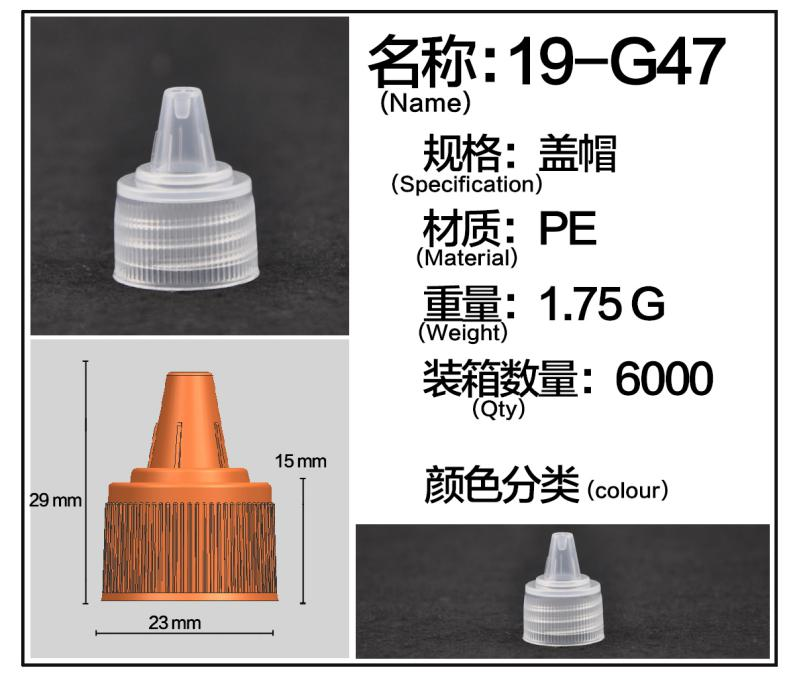 名称:19-G47
(Name)
规格: 盖帽
(Specification)
材质: PE
(Material)
重量: 1.75 G
(Weight)
装箱数量: 6000
(Qty)
颜色分类 (colour)
29 mm
15 mm
23 mm